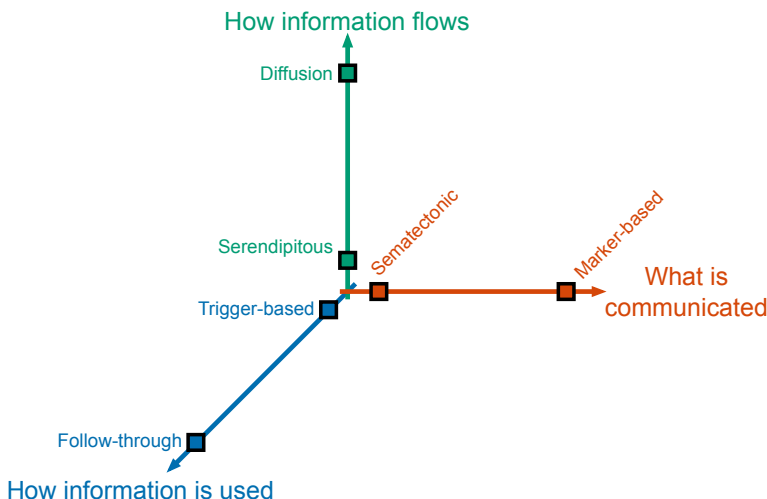 How information flows
Diffusion
Serendipitous
Sematectonic
Marker-based
What is
communicated
Trigger-based
Follow-through
How information is used